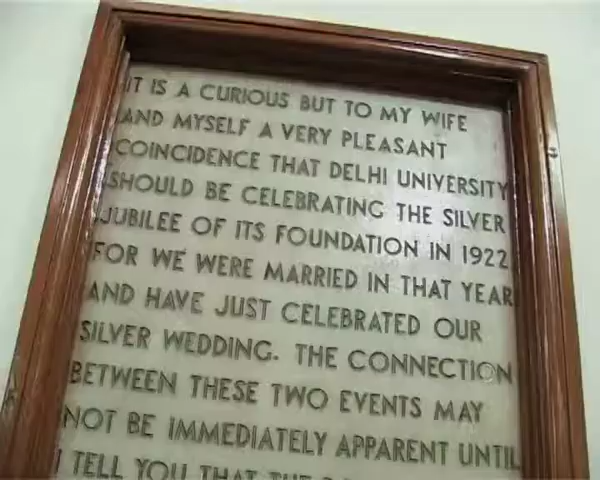 IT IS A CURIOUS BUT TO MY WIFE
AND MYSELF A VERY PLEASANT
COINCIDENCE THAT DELHI UNIVERSITY
SHOULD BE CELEBRATING THE SILVER
JUBILEE OF ITS FOUNDATION IN 1922
FOR WE WERE MARRIED IN THAT YEAR
AND HAVE JUST CELEBRATED OUR
SILVER WEDDING. THE CONNECTION
BETWEEN THESE TWO EVENTS MAY
NOT BE IMMEDIATELY APPARENT UNTIL
I TELL YOU THAT THE